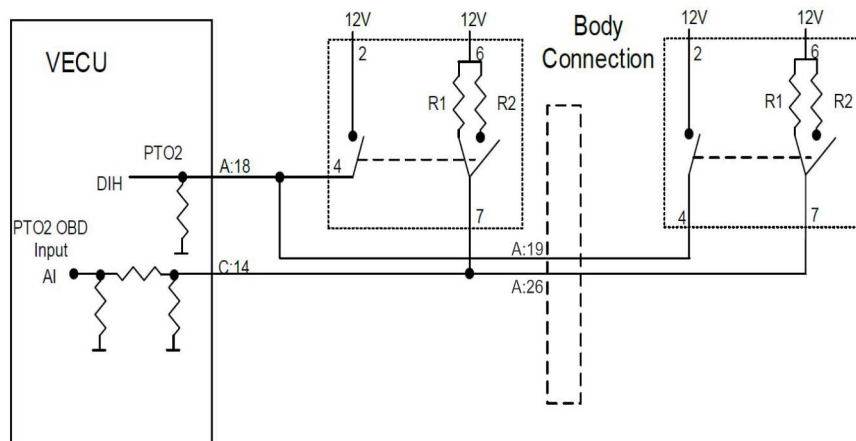 VECU
PTO2
DIH
A:18
PTO2 OBD
Input
AI
C:14
12V
12V
2
6
R1
R2
4
7
Body
Connection
A:19
A:26
12V
12V
2
6
R1
R2
4
7